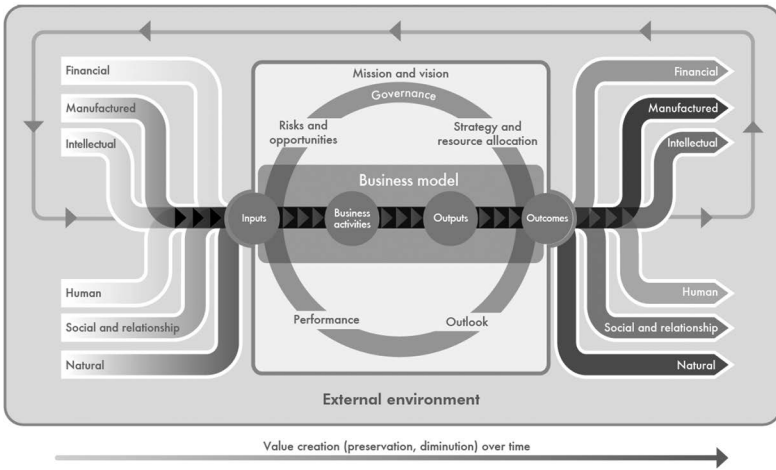 Financial
Manufactured
Intellectual
Human
Social and relationship
Natural
Mission and vision
Governance
Risks and
opportunities
Strategy and
resource allocation
Business model
Inputs
Business
activities
Outputs
Outcomes
Performance
Outlook
Financial
Manufactured
Intellectual
Human
Social and relationship
Natural
External environment
Value creation (preservation, diminution) over time